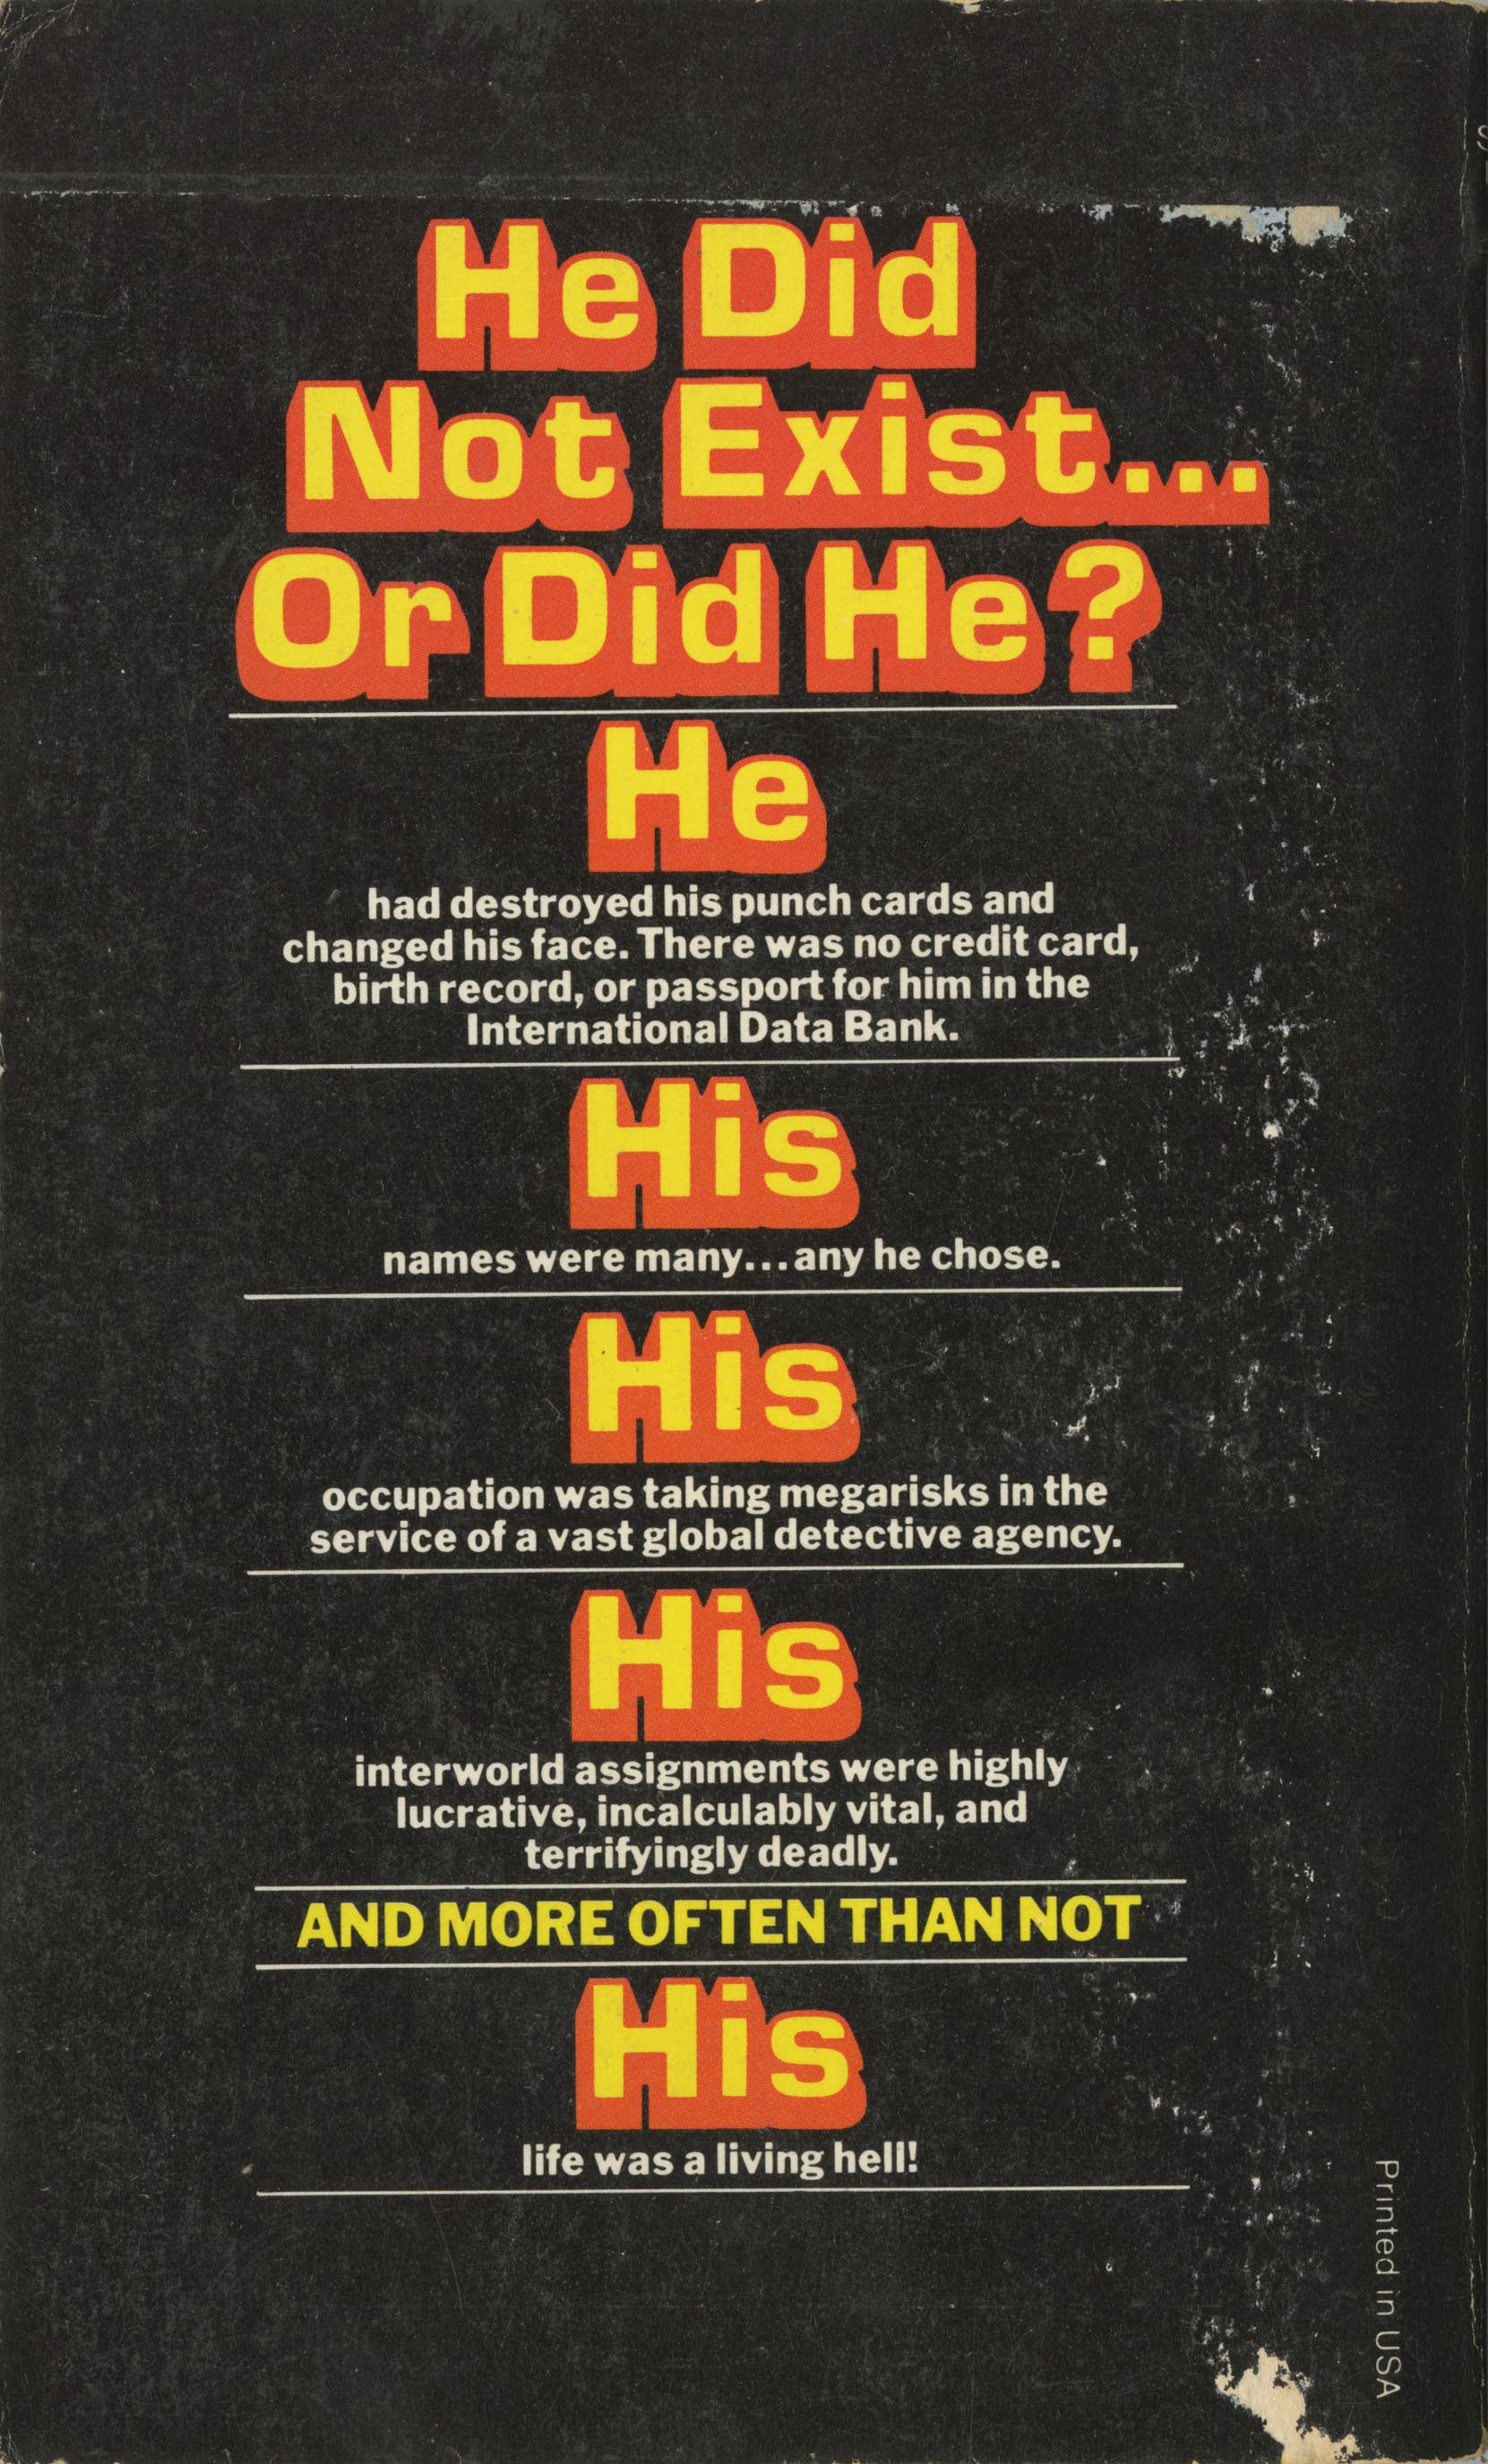 He Did
Not Exist...
Or Did He?
He
had destroyed his punch cards and
changed his face. There was no credit card,
birth record, or passport for him in the
International Data Bank.
His
names were many...any he chose.
His
occupation was taking megarisks in the
service of a vast global detective agency.
His
interworld assignments were highly
lucrative, incalculably vital, and
terrifyingly deadly.
AND MORE OFTEN THAN NOT
His
life was a living hell!
Printed in USA